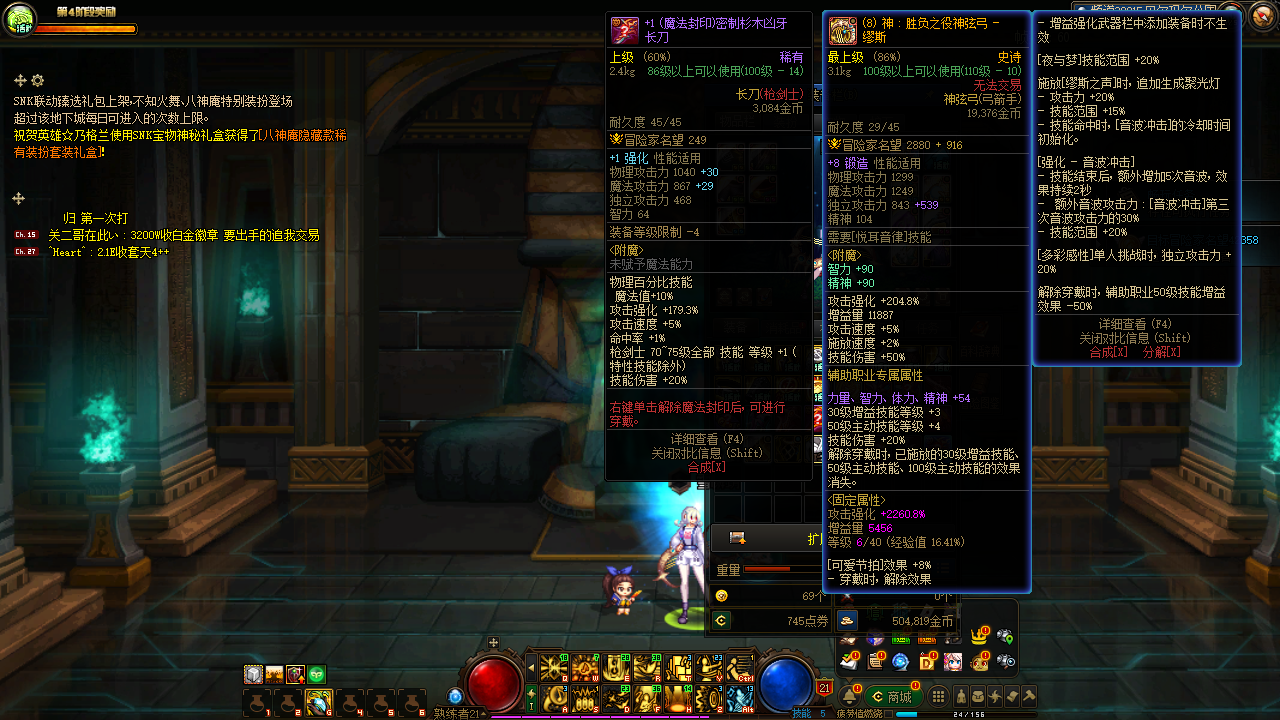 第4阶段奖励
活动
SNK联动臻选礼包上架,不知火舞、八神庵特别装扮登场
超过该地下城每日可进入的次数上限。
祝贺英雄☆乃格兰使用SNK宝物神秘礼盒获得了[八神庵隐藏款稀
有装扮套装礼盒]!
归 第一次打
Ch. 15 关二哥在此い : 3200W收白金徽章 要出手的追我交易
Ch. 27 ^Heart^ : 2.1E收套天4++
+1 (魔法封印)密制杉木凶牙
长刀
上级 (60%) 稀有
2.4kg 86级以上可以使用(100级 - 14)
长刀(枪剑士)
3,084金币
耐久度 45/45
冒险家名望 249
+1 强化 性能适用
物理攻击力 1040 +30
魔法攻击力 867 +29
独立攻击力 468
智力 64
装备等级限制 -4
<附魔>
未赋予魔法能力
物理百分比技能
魔法值+10%
攻击强化 +179.3%
攻击速度 +5%
命中率 +1%
枪剑士 70~75级全部 技能 等级 +1 (
特性技能除外)
技能伤害 +20%
右键单击解除魔法封印后, 可进行
穿戴。
详细查看 (F4)
关闭对比信息 (Shift)
合成[X]
(8) 神 : 胜负之役神弦弓 -
缪斯
最上级 (86%) 史诗
3.1kg 100级以上可以使用(110级 - 10)
无法交易
神弦弓(弓箭手)
19,376金币
耐久度 29/45
冒险家名望 2880 + 916
+8 锻造 性能适用
物理攻击力 1299
魔法攻击力 1249
独立攻击力 843 +539
精神 104
需要[悦耳音律]技能
<附魔>
智力 +90
精神 +90
攻击强化 +204.8%
增益量 11887
攻击速度 +5%
施放速度 +2%
技能伤害 +50%
辅助职业专属属性
力量、智力、体力、精神 +54
30级增益技能等级 +3
50级主动技能等级 +4
技能伤害 +20%
解除穿戴时, 已施放的30级增益技能、
50级主动技能、100级主动技能的效果
消失。
<固定属性>
攻击强化 +2260.8%
增益量 5456
等级 6/40 (经验值 16.41%)
[可爱节拍]效果 +8%
- 穿戴时, 解除效果
- 增益强化武器栏中添加装备时不生
效
[衣与梦]技能范围 +20%
施放[缪斯之声]时, 追加生成聚光灯
- 攻击力 +20%
- 技能范围 +15%
- 技能命中时, [音波冲击]的冷却时间
初始化。
[强化 - 音波冲击]
- 技能结束后, 额外增加5次音波, 效
果持续2秒
- 额外音波攻击力 : [音波冲击]第三
次音波攻击力的30%
- 技能范围 +20%
[多彩感性]单人挑战时, 独立攻击力 +
20%
解除穿戴时, 辅助职业50级技能增益
效果 -50%
详细查看 (F4)
关闭对比信息 (Shift)
合成[X] 分解[X]
358
扩
重量
69个
0个
745点券
504,819金币
熟练者21
技能 5
21
商城
疲劳值燃烧
24/156